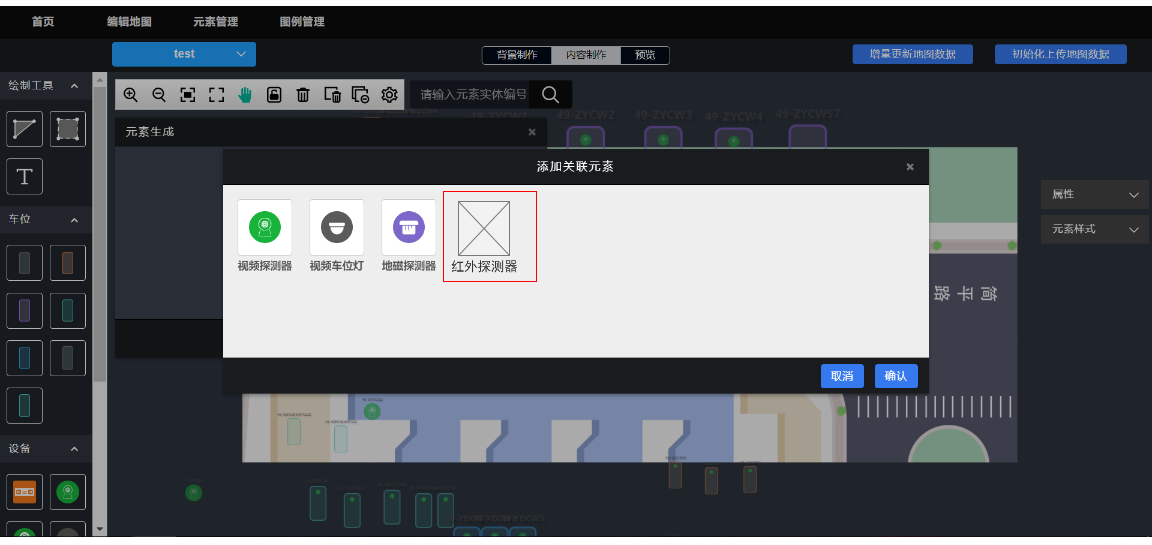 首页 编辑地图 元素管理 图例管理
test 背景制作 内容制作 预览 增量更新地图数据 初始化上传地图数据
绘制工具
请输入元素实体编号
49-ZYCW2 49-ZYCW3 49-ZYCW4 49-ZYCW57
元素生成
添加关联元素
T
属性
车位
元素样式
视频探测器 视频车位灯 地磁探测器 红外探测器
简平路
取消 确认
设备